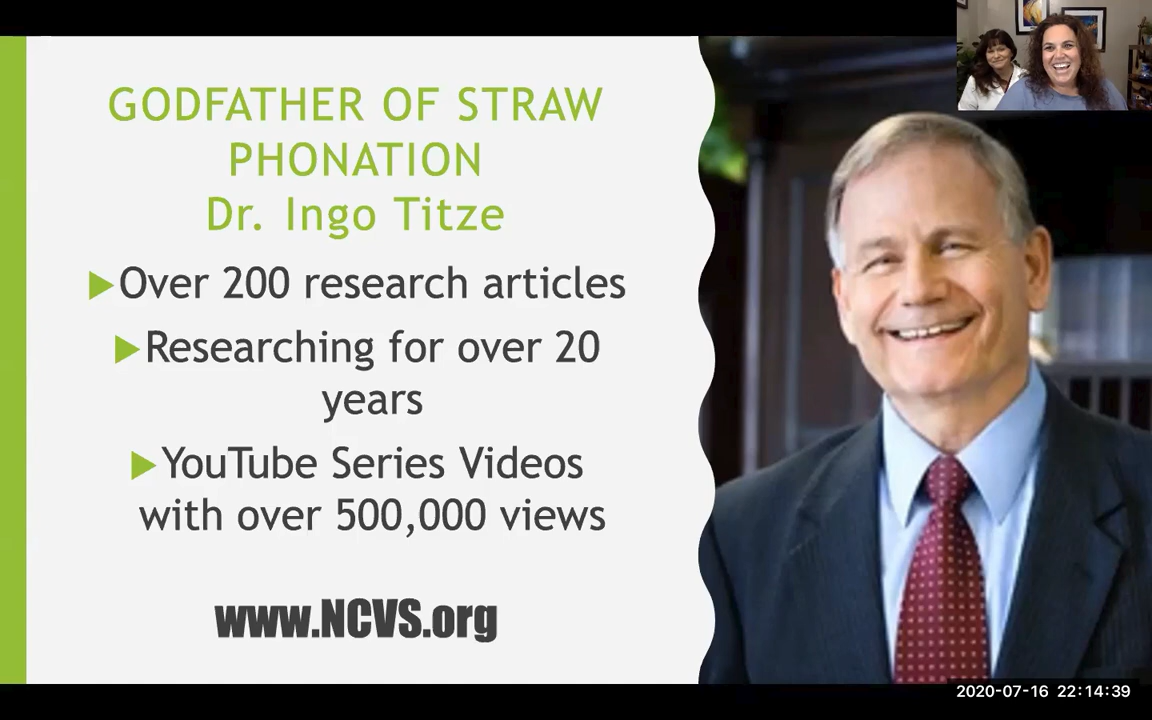 GODFATHER OF STRAW
PHONATION
Dr. Ingo Titze
Over 200 research articles
Researching for over 20
years
YouTube Series Videos
with over 500,000 views
www.NCVS.org
2020-07-16 22:14:39